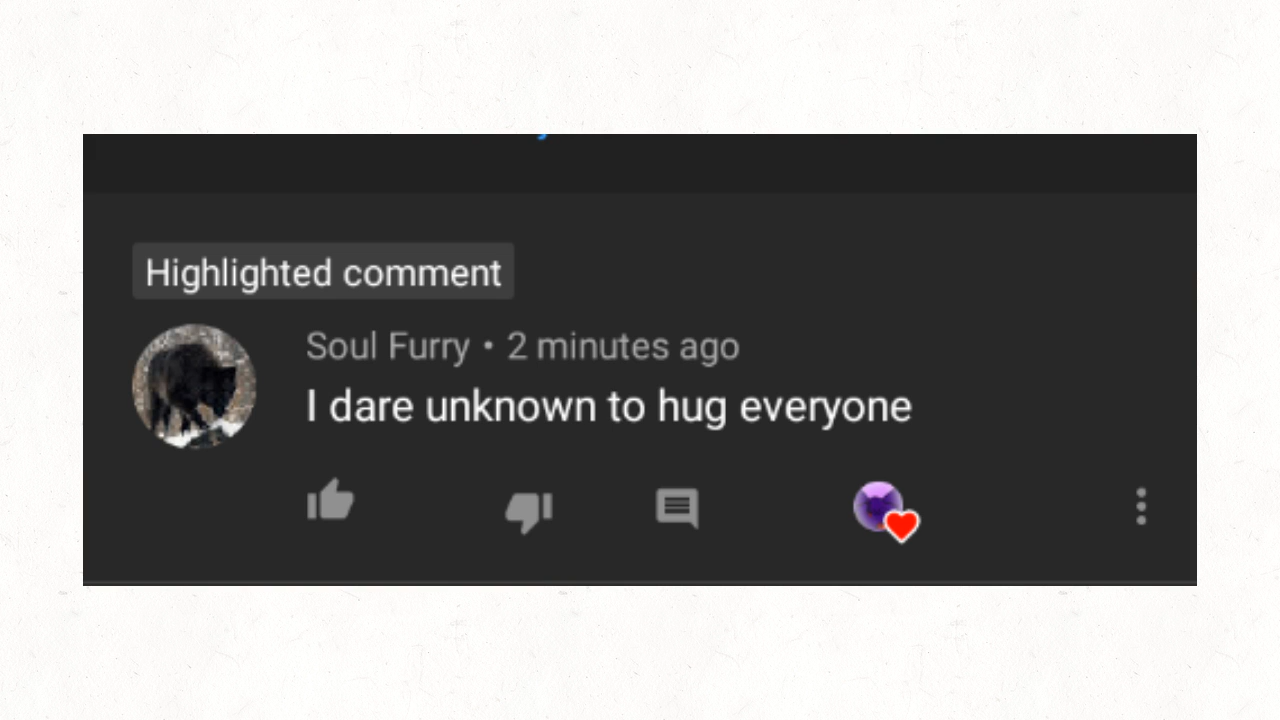 Highlighted comment
Soul Furry • 2 minutes ago
I dare unknown to hug everyone